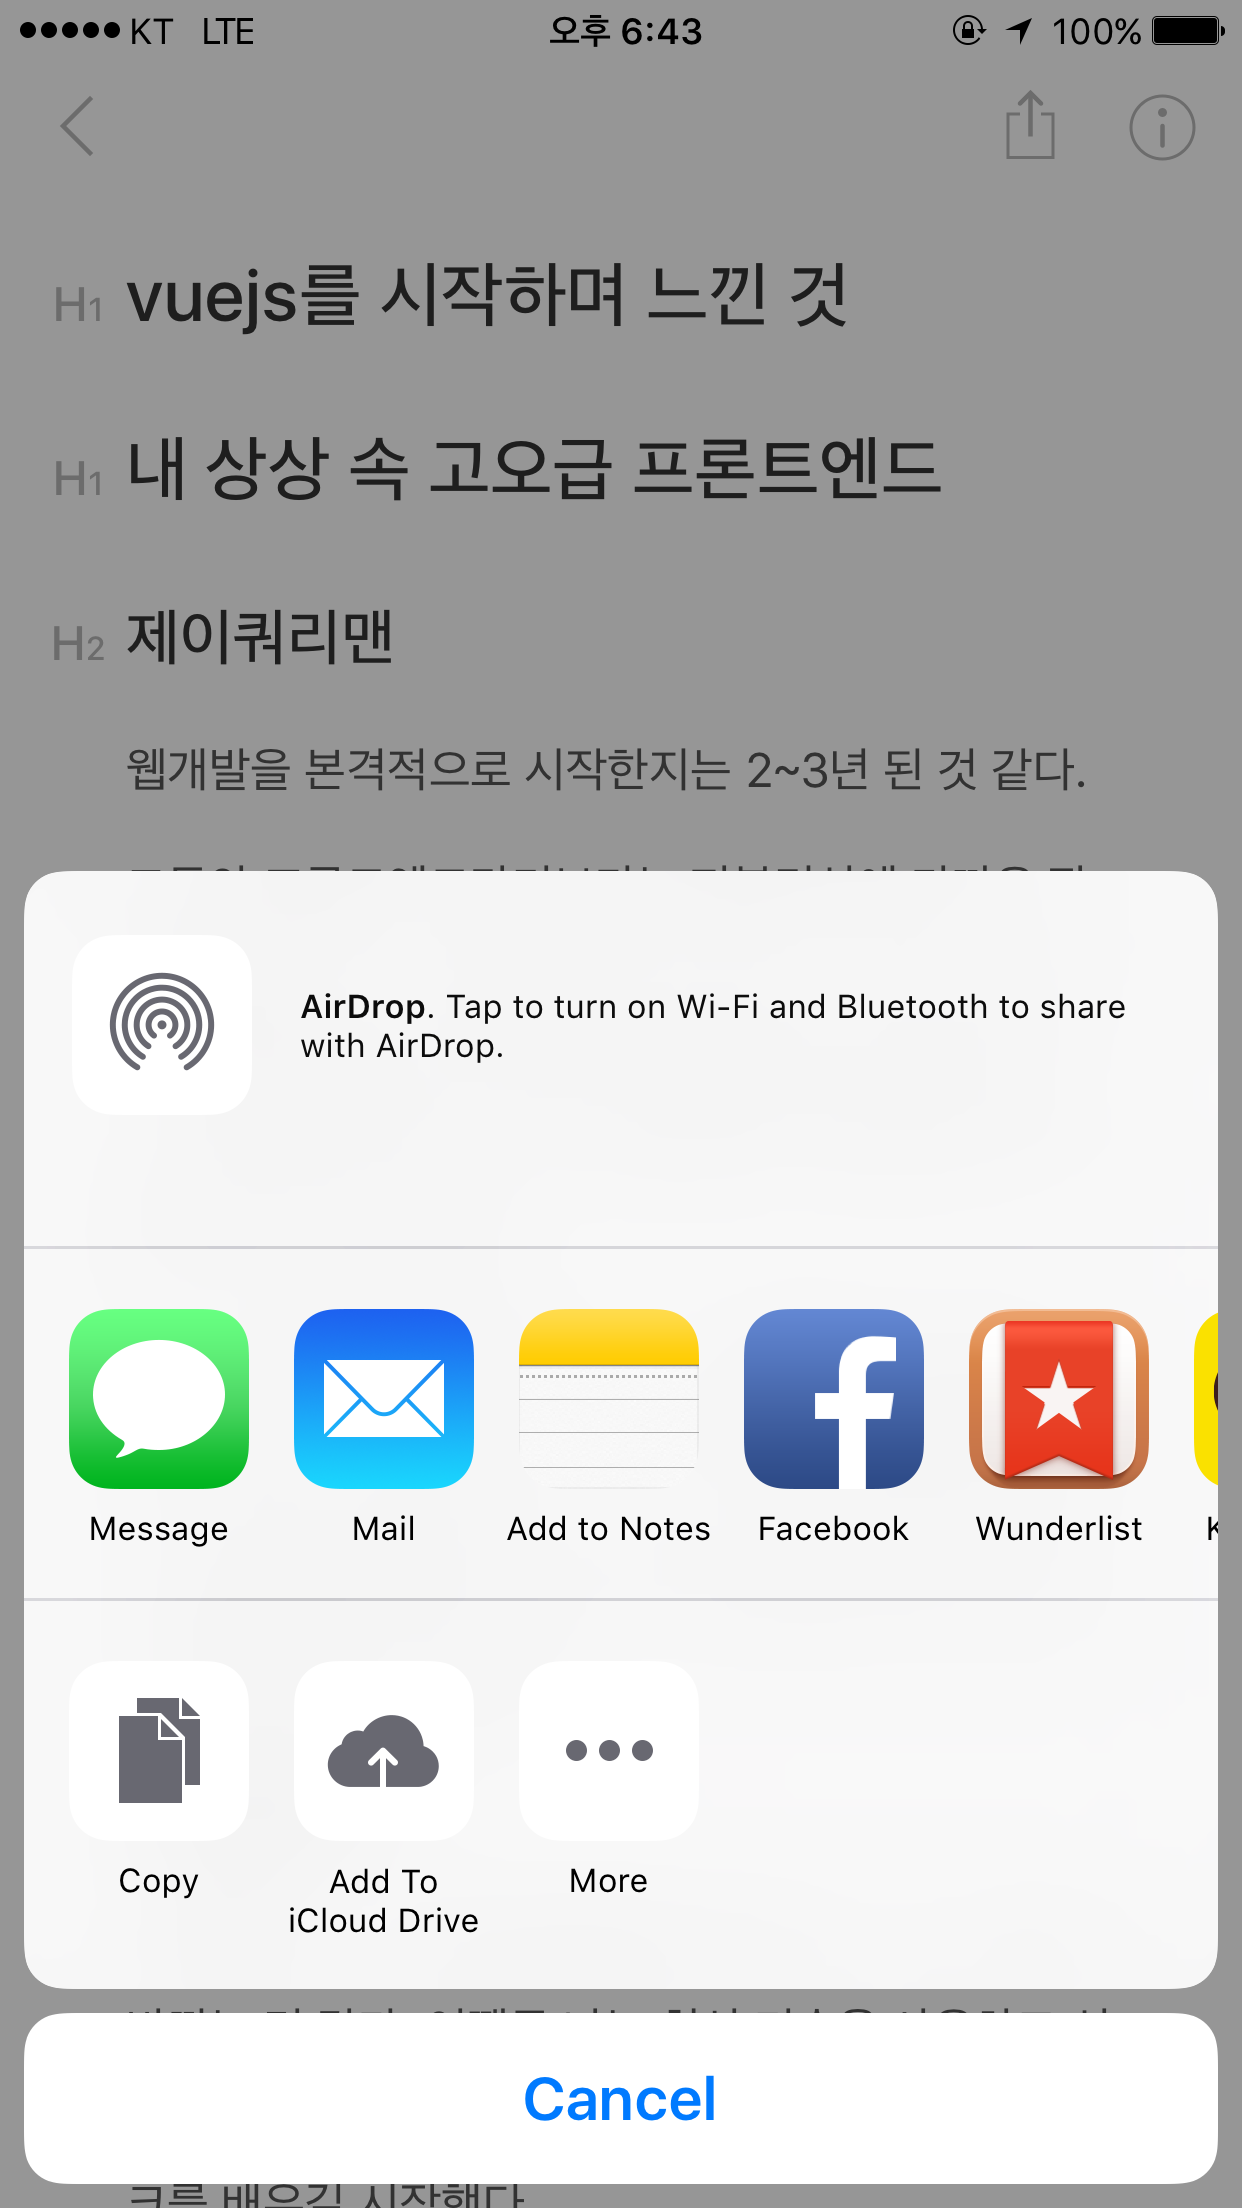 KT LTE 오후 6:43 100%
H1 vuejs를 시작하며 느낀 것
H1 내 상상 속 고오급 프론트엔드
H2 제이쿼리맨
웹개발을 본격적으로 시작한지는 2~3년 된 것 같다.
AirDrop. Tap to turn on Wi-Fi and Bluetooth to share
with AirDrop.
Message Mail Add to Notes Facebook Wunderlist K
Copy Add To iCloud Drive More
Cancel